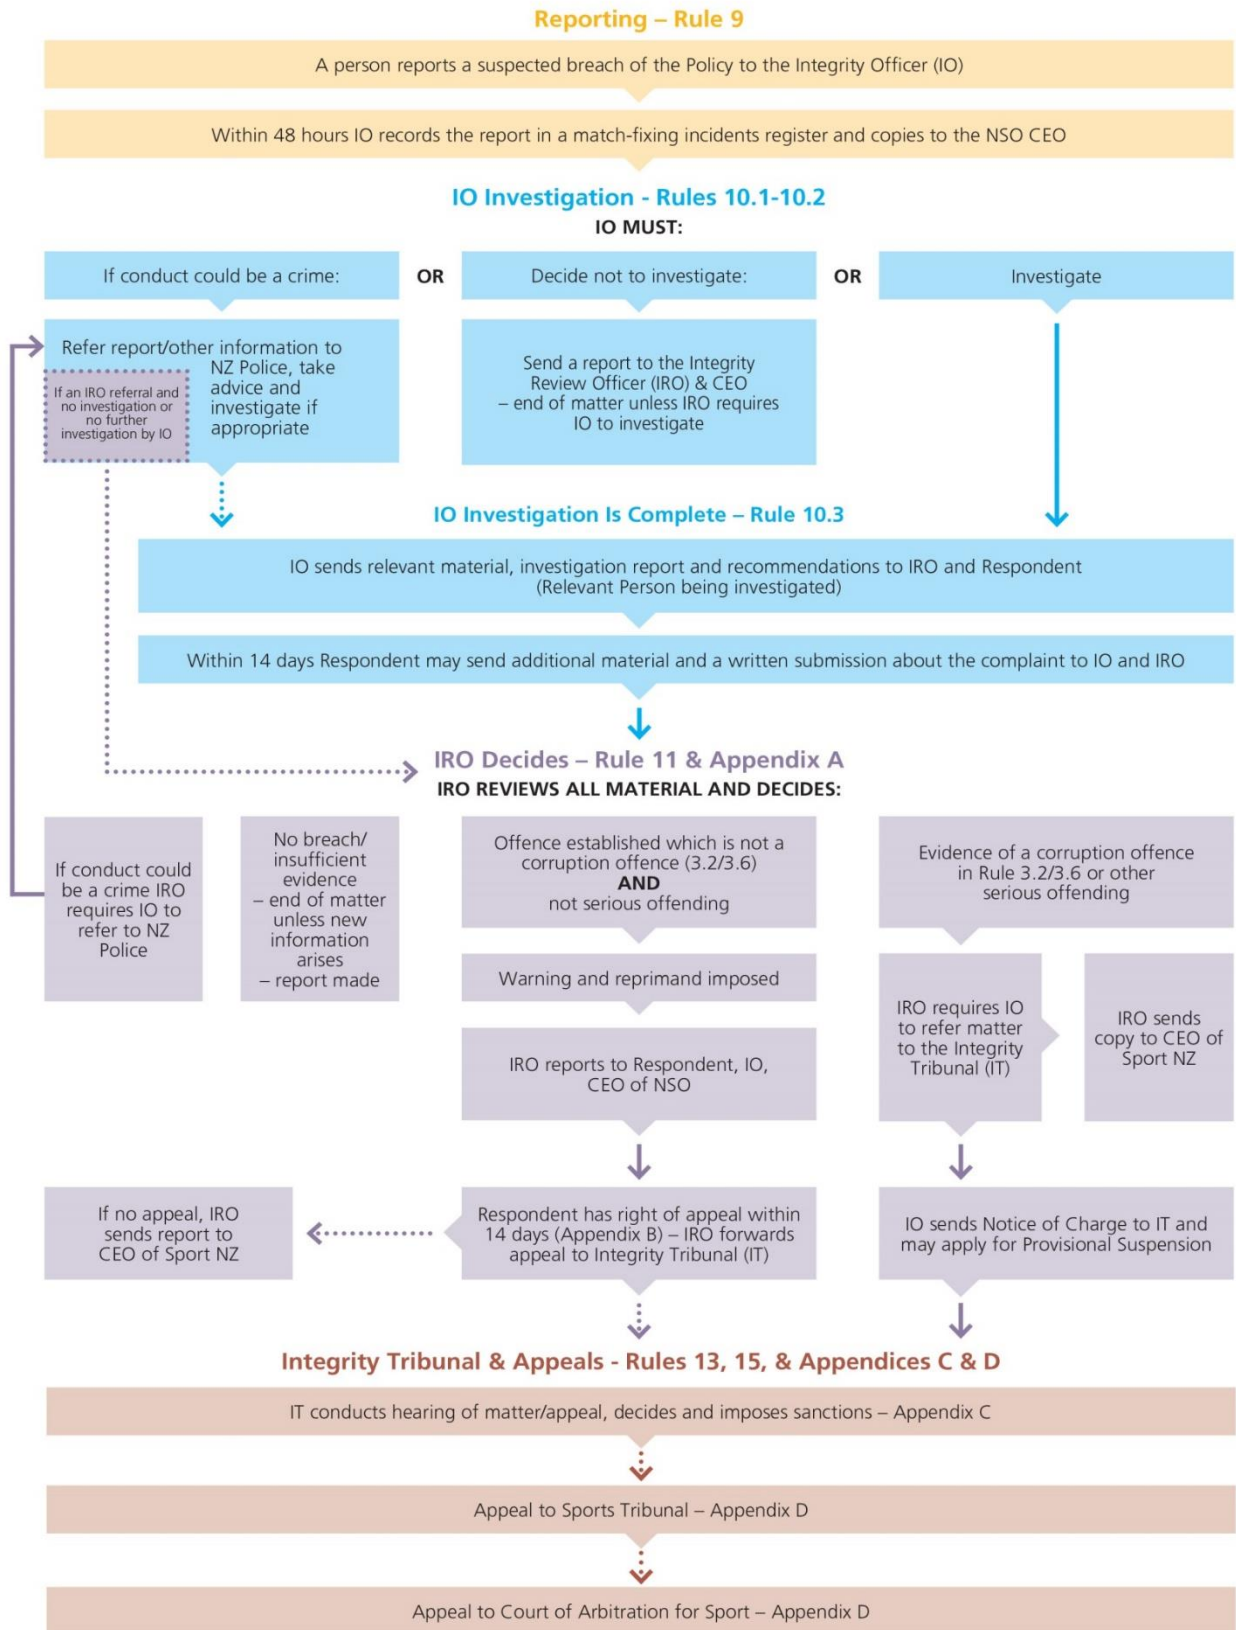 Reporting – Rule 9
A person reports a suspected breach of the Policy to the Integrity Officer (IO)
Within 48 hours IO records the report in a match-fixing incidents register and copies to the NSO CEO
IO Investigation - Rules 10.1-10.2
IO MUST:
If conduct could be a crime:
OR
Decide not to investigate:
OR
Investigate
Refer report/other information to
NZ Police, take
advice and
investigate if
appropriate
If an IRO referral and
no investigation or
no further
investigation by IO
Send a report to the Integrity
Review Officer (IRO) & CEO
– end of matter unless IRO requires
IO to investigate
IO Investigation Is Complete – Rule 10.3
IO sends relevant material, investigation report and recommendations to IRO and Respondent
(Relevant Person being investigated)
Within 14 days Respondent may send additional material and a written submission about the complaint to IO and IRO
IRO Decides – Rule 11 & Appendix A
IRO REVIEWS ALL MATERIAL AND DECIDES:
If conduct could
be a crime IRO
requires IO to
refer to NZ
Police
No breach/
insufficient
evidence
– end of matter
unless new
information
arises
– report made
Offence established which is not a
corruption offence (3.2/3.6)
AND
not serious offending
Evidence of a corruption offence
in Rule 3.2/3.6 or other
serious offending
Warning and reprimand imposed
IRO reports to Respondent, IO,
CEO of NSO
IRO requires IO
to refer matter
to the Integrity
Tribunal (IT)
IRO sends
copy to CEO of
Sport NZ
If no appeal, IRO
sends report to
CEO of Sport NZ
Respondent has right of appeal within
14 days (Appendix B) – IRO forwards
appeal to Integrity Tribunal (IT)
IO sends Notice of Charge to IT and
may apply for Provisional Suspension
Integrity Tribunal & Appeals - Rules 13, 15, & Appendices C & D
IT conducts hearing of matter/appeal, decides and imposes sanctions – Appendix C
Appeal to Sports Tribunal – Appendix D
Appeal to Court of Arbitration for Sport – Appendix D